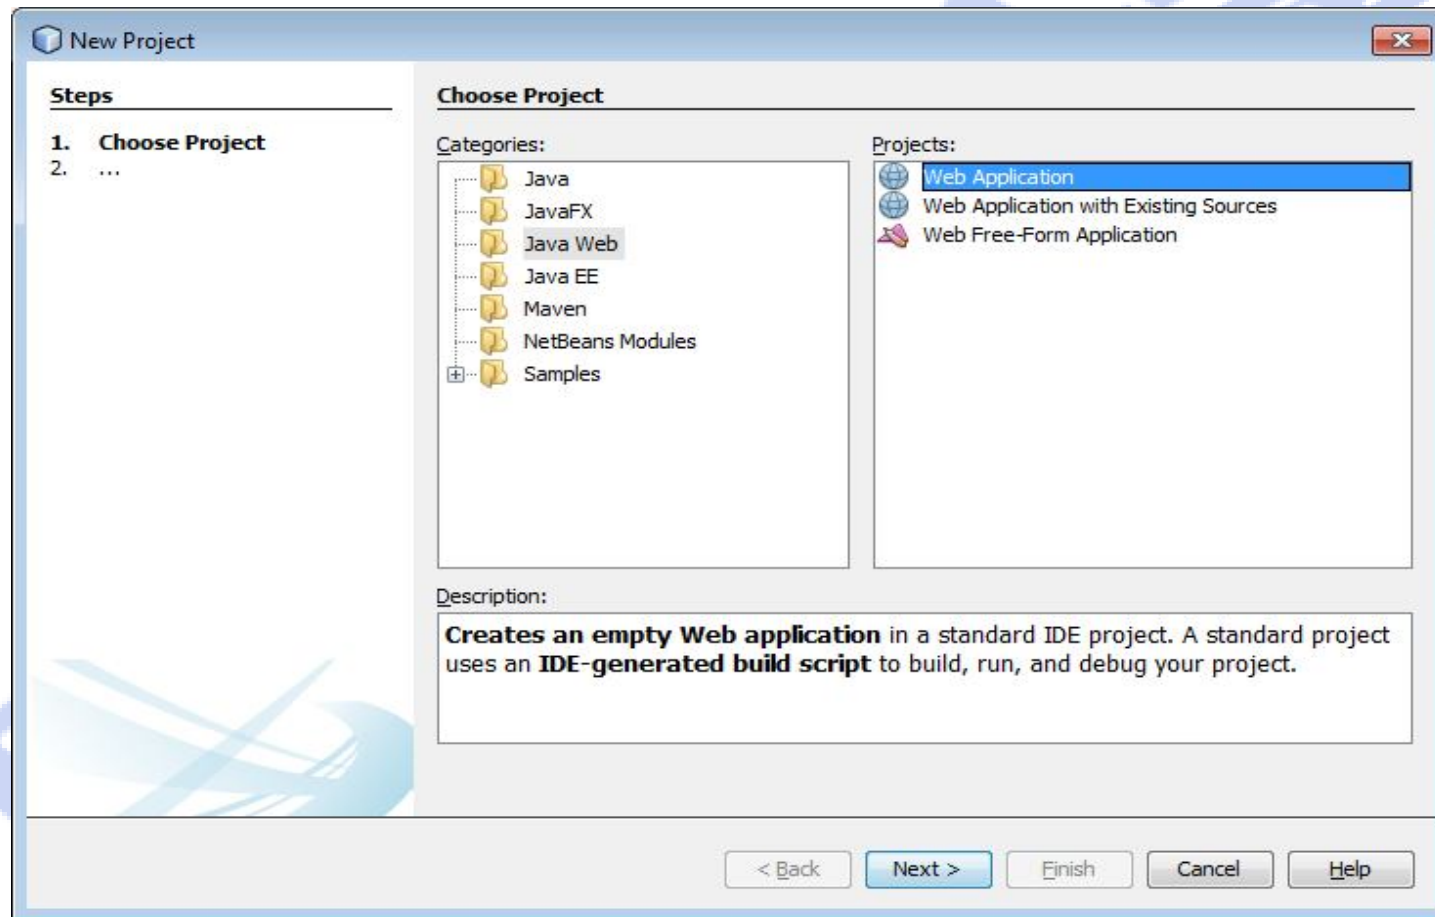 New Project
Steps
1. Choose Project
2. ...
Choose Project
Categories:
Java
JavaFX
Java Web
Java EE
Maven
NetBeans Modules
Samples
Projects:
Web Application
Web Application with Existing Sources
Web Free-Form Application
Description:
Creates an empty Web application in a standard IDE project. A standard project
uses an IDE-generated build script to build, run, and debug your project.
< Back
Next >
Finish
Cancel
Help